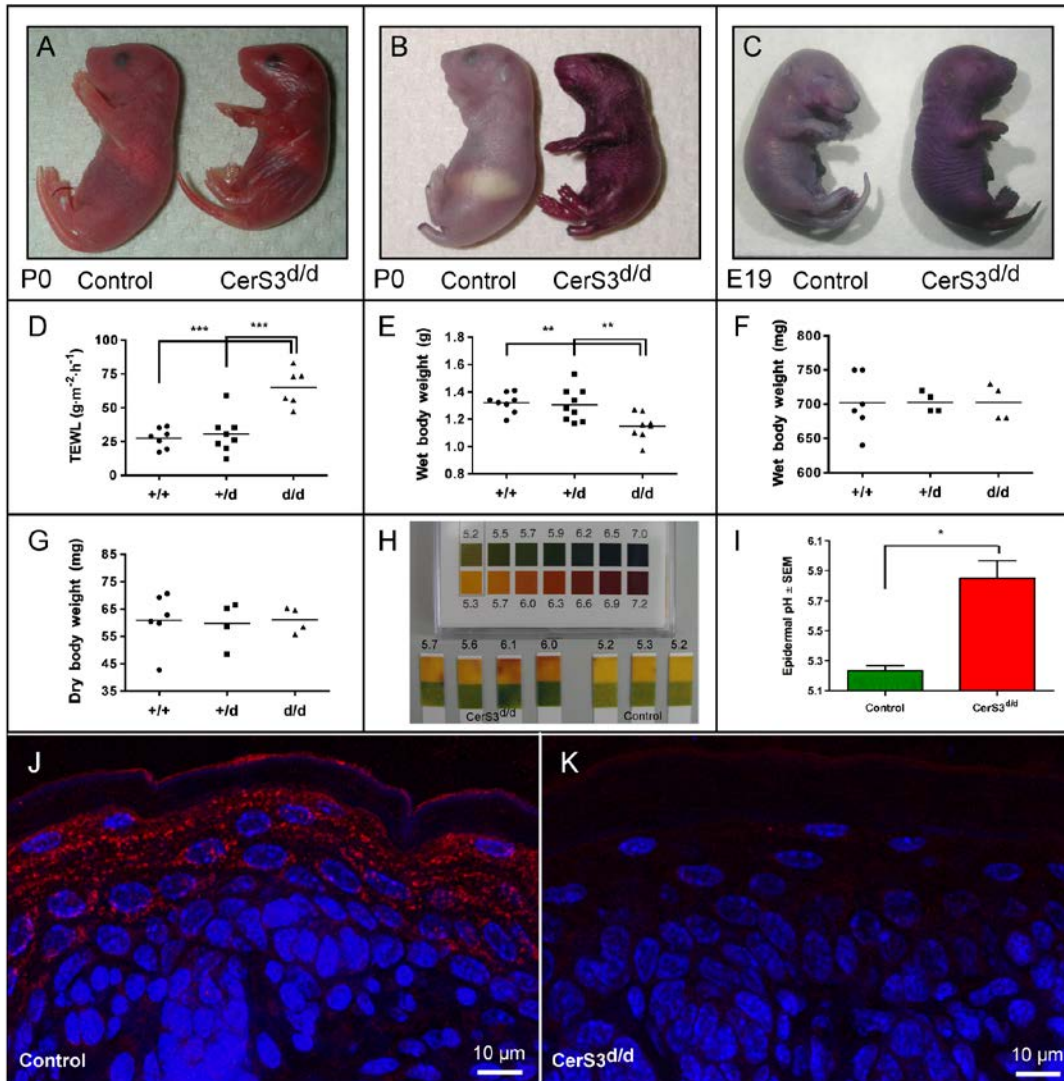 A
P0 Control CerS3d/d
B
P0 Control CerS3d/d
C
E19 Control CerS3d/d
D
TEWL (g·m⁻²·h⁻¹)
100
75
50
25
0
*** ***
+/+ +/d d/d
E
Wet body weight (g)
1.8
1.6
1.4
1.2
1.0
0.8
** **
+/+ +/d d/d
F
Wet body weight (mg)
800
750
700
650
600
+/+ +/d d/d
G
Dry body weight (mg)
85
75
65
55
45
35
+/+ +/d d/d
H
5.2 5.5 5.7 5.9 6.2 6.5 7.0
5.3 5.7 6.0 6.3 6.6 6.9 7.2
5.7 5.6 6.1 6.0 5.2 5.3 5.2
CerS3d/d Control
I
Epidermal pH ± SEM
6.1
5.9
5.7
5.5
5.3
5.1
*
Control CerS3d/d
J
Control
10 µm
K
CerS3d/d
10 µm